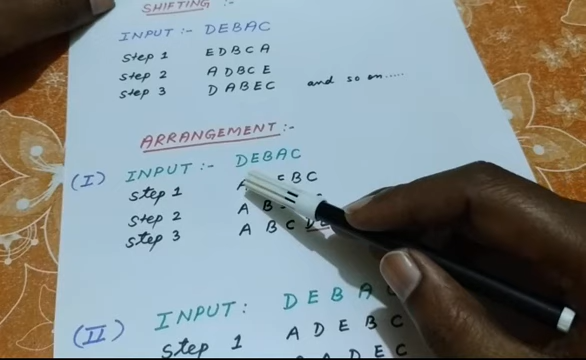 SHIFTING :-
INPUT :- DEBAC
Step 1 E D B C A
Step 2 A D B C E
Step 3 D A B E C and so on.....
ARRANGEMENT :-
(I) INPUT :- DEBAC
Step 1 A B C
Step 2 A B
Step 3 A B C
(II) INPUT : D E B A C
Step 1 A D E B C
A D E C